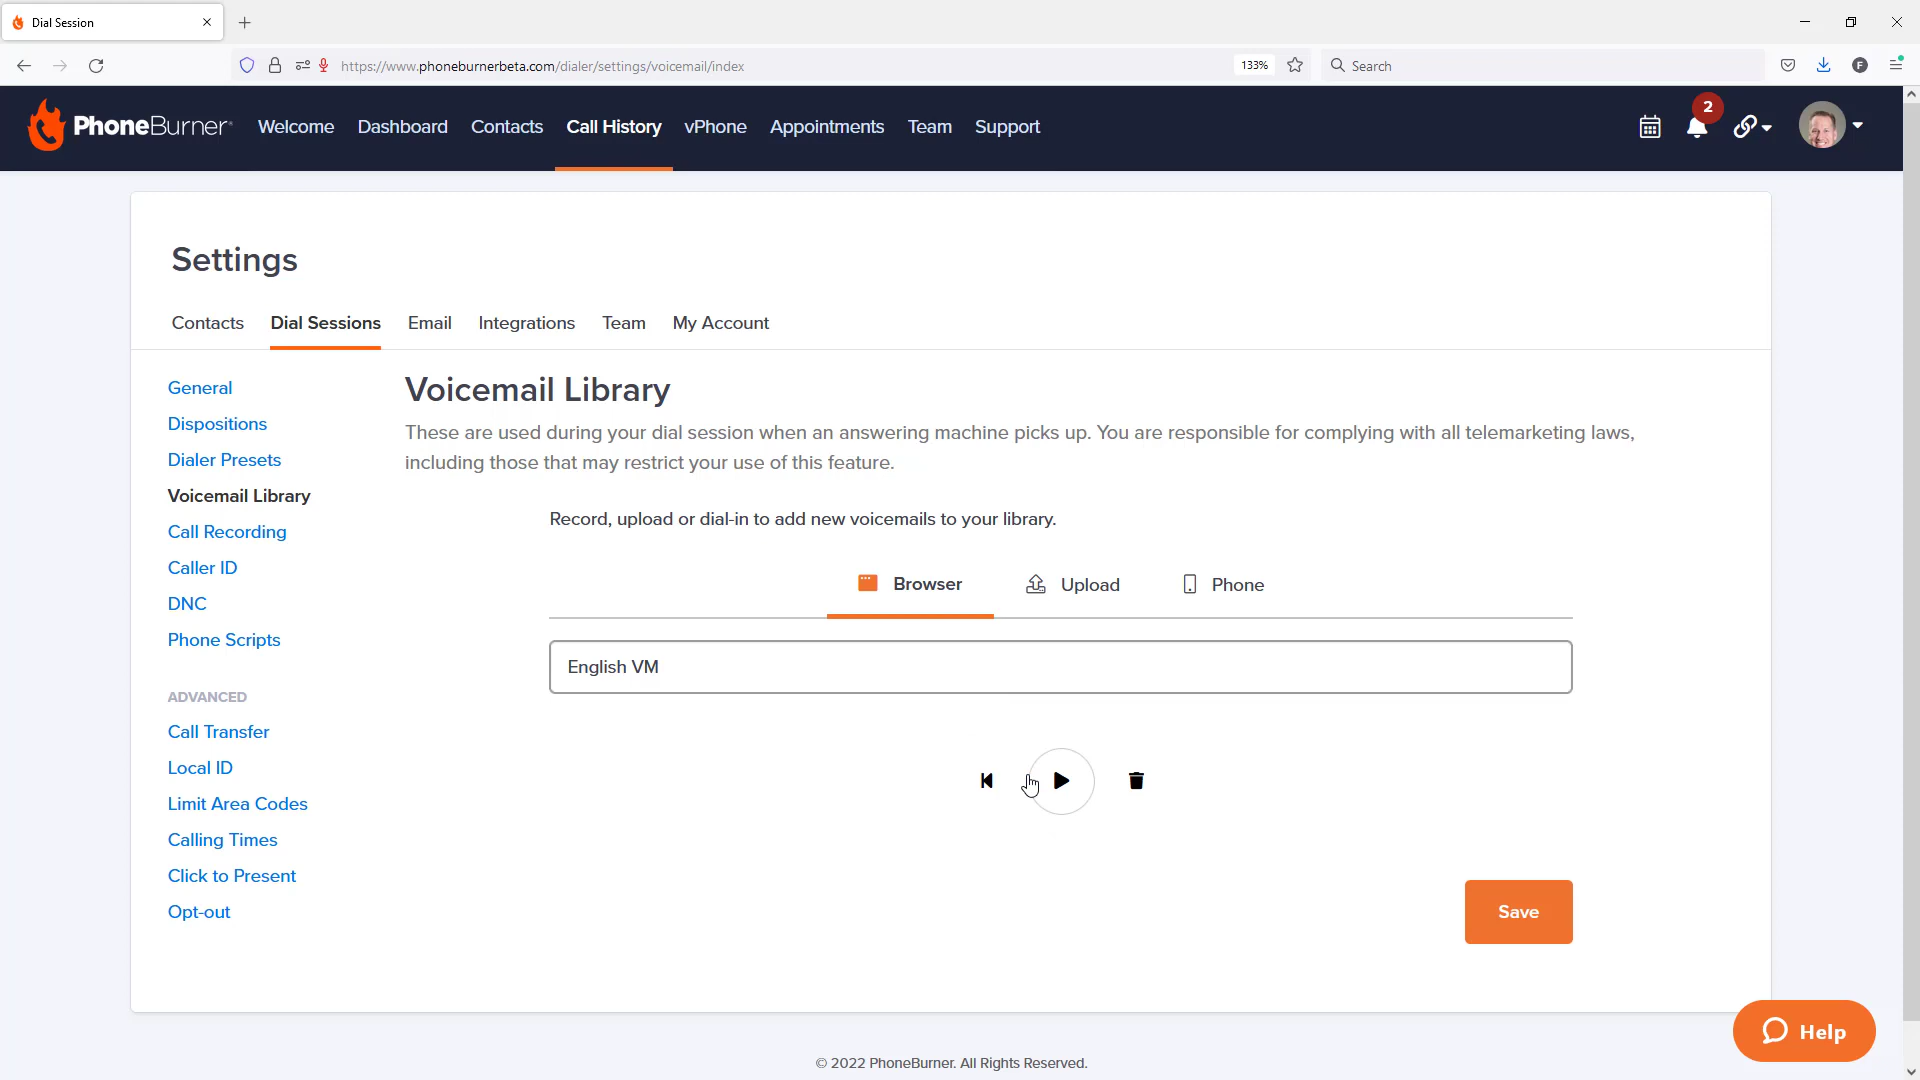 Dial Session
https://www.phoneburnerbeta.com/dialer/settings/voicemail/index
133%
Search
F
PhoneBurner
Welcome
Dashboard
Contacts
Call History
vPhone
Appointments
Team
Support
2
Settings
Contacts
Dial Sessions
Email
Integrations
Team
My Account
General
Dispositions
Dialer Presets
Voicemail Library
Call Recording
Caller ID
DNC
Phone Scripts
ADVANCED
Call Transfer
Local ID
Limit Area Codes
Calling Times
Click to Present
Opt-out
Voicemail Library
These are used during your dial session when an answering machine picks up. You are responsible for complying with all telemarketing laws,
including those that may restrict your use of this feature.
Record, upload or dial-in to add new voicemails to your library.
Browser
Upload
Phone
English VM
Save
Help
© 2022 PhoneBurner. All Rights Reserved.